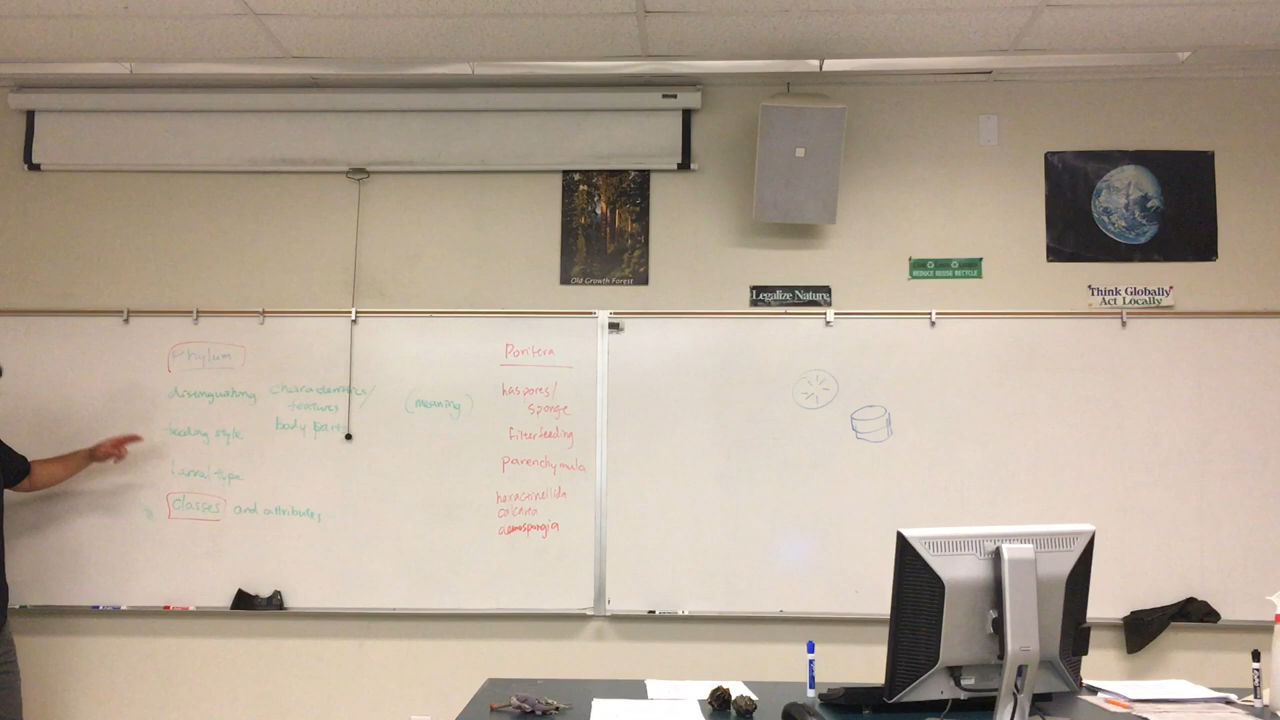 Old Growth Forest
REDUCE REUSE RECYCLE
Legalize Nature
Think Globally
Act Locally
Phylum
distinguishing characteristics/
features
body parts
(meaning)
feeding style
larval type
classes and attributes
Porifera
has pores/
sponge
filter feeding
parenchymula
hexactinellida
calcarea
demospongia